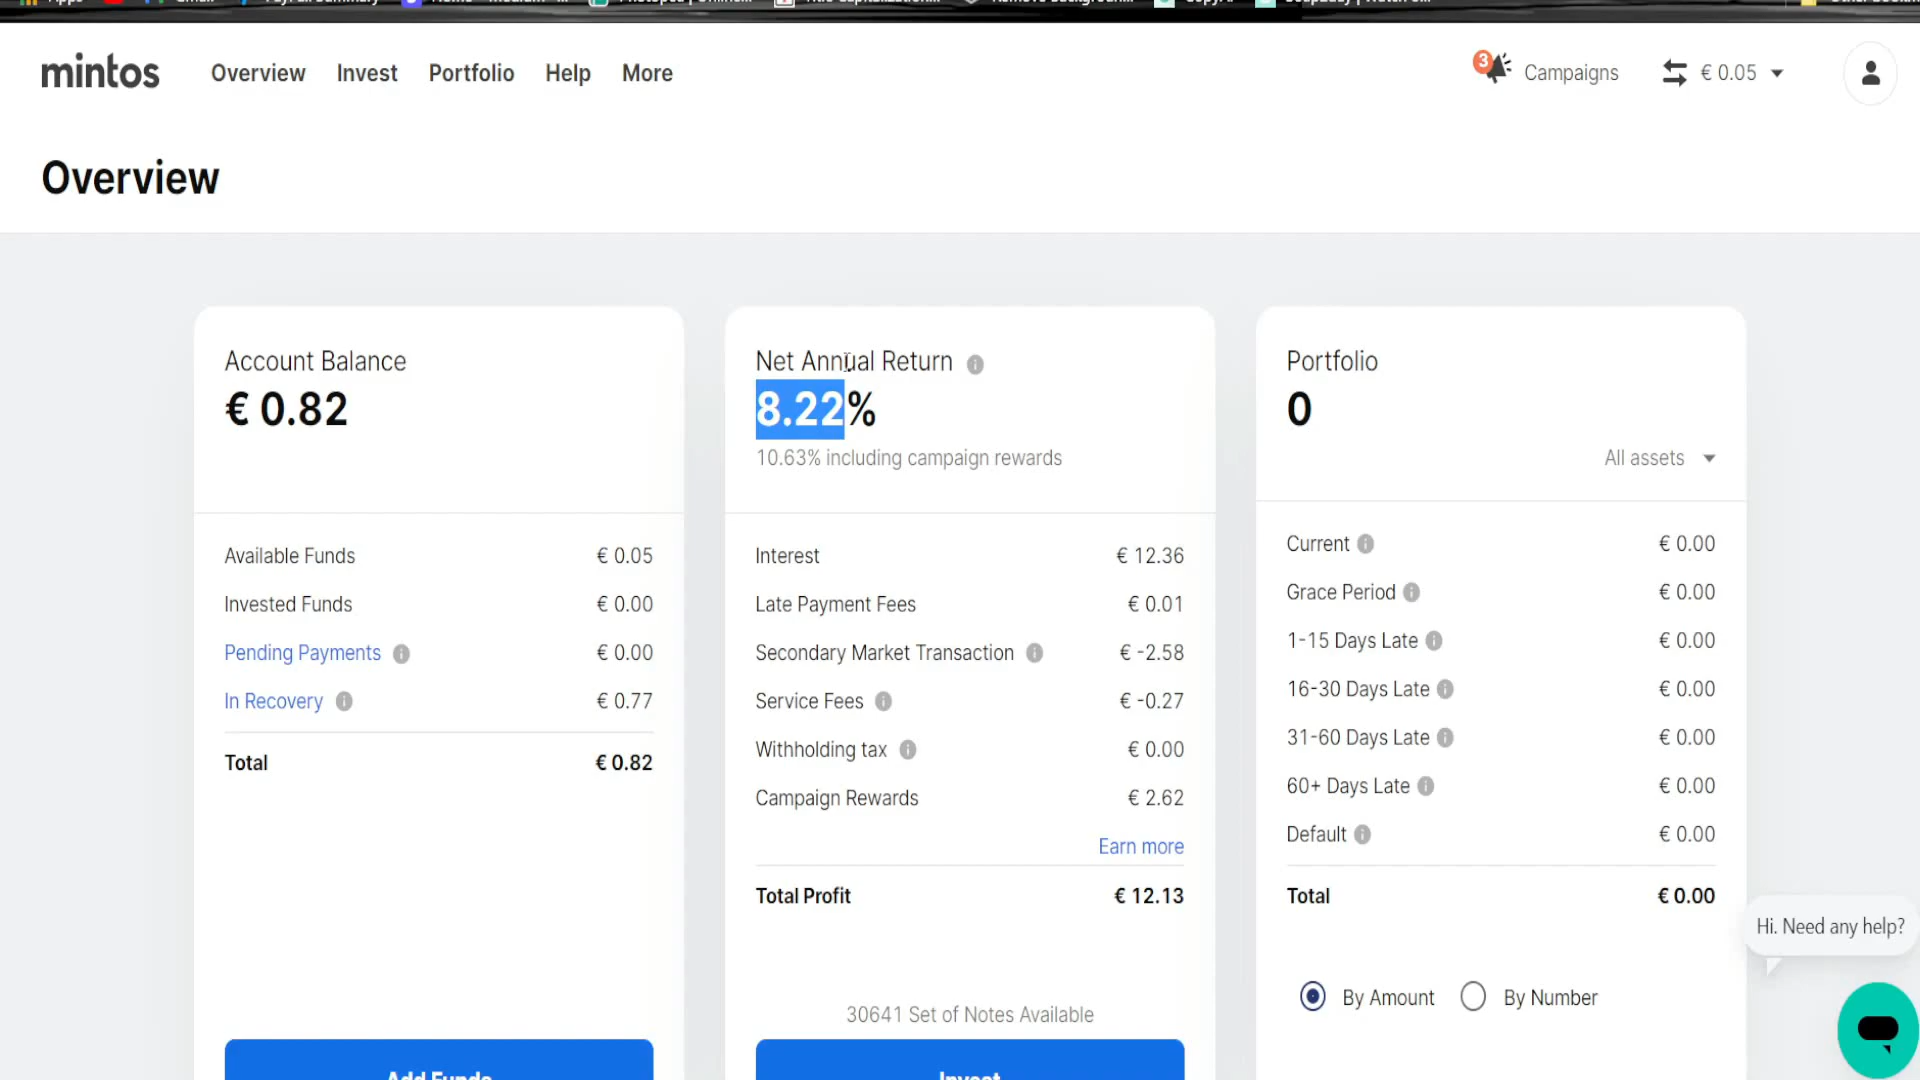 mintos Overview Invest Portfolio Help More 3 Campaigns € 0.05
Overview
Account Balance
€ 0.82
Available Funds € 0.05
Invested Funds € 0.00
Pending Payments € 0.00
In Recovery € 0.77
Total € 0.82
Add Funds
Net Annual Return
8.22%
10.63% including campaign rewards
Interest € 12.36
Late Payment Fees € 0.01
Secondary Market Transaction € -2.58
Service Fees € -0.27
Withholding tax € 0.00
Campaign Rewards € 2.62
Earn more
Total Profit € 12.13
30641 Set of Notes Available
Invest
Portfolio
0
All assets
Current € 0.00
Grace Period € 0.00
1-15 Days Late € 0.00
16-30 Days Late € 0.00
31-60 Days Late € 0.00
60+ Days Late € 0.00
Default € 0.00
Total € 0.00
By Amount By Number
Hi. Need any help?